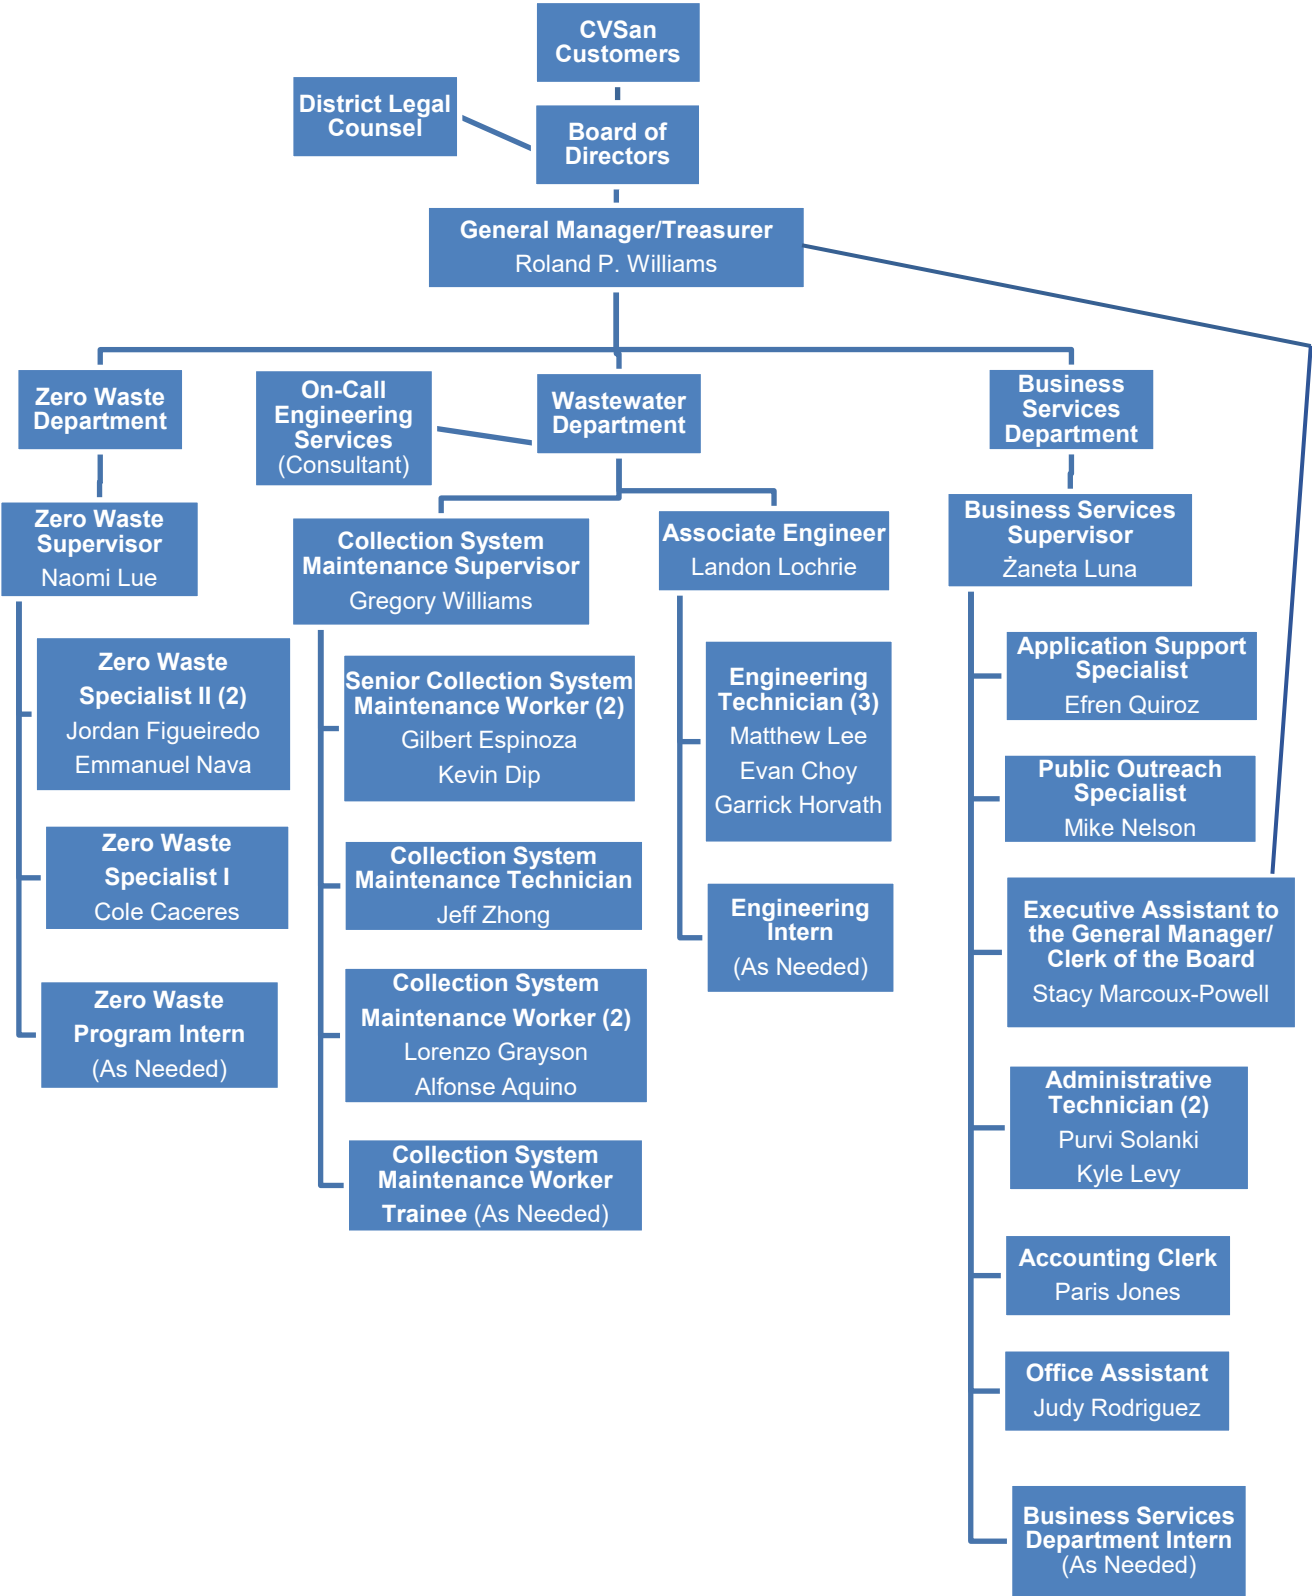 CVSan
Customers
District Legal
Counsel
Board of
Directors
General Manager/Treasurer
Roland P. Williams
Zero Waste
Department
On-Call
Engineering
Services
(Consultant)
Wastewater
Department
Business
Services
Department
Zero Waste
Supervisor
Naomi Lue
Collection System
Maintenance Supervisor
Gregory Williams
Associate Engineer
Landon Lochrie
Business Services
Supervisor
Żaneta Luna
Zero Waste
Specialist II (2)
Jordan Figueiredo
Emmanuel Nava
Zero Waste
Specialist I
Cole Caceres
Zero Waste
Program Intern
(As Needed)
Senior Collection System
Maintenance Worker (2)
Gilbert Espinoza
Kevin Dip
Collection System
Maintenance Technician
Jeff Zhong
Collection System
Maintenance Worker (2)
Lorenzo Grayson
Alfonse Aquino
Collection System
Maintenance Worker
Trainee (As Needed)
Engineering
Technician (3)
Matthew Lee
Evan Choy
Garrick Horvath
Engineering
Intern
(As Needed)
Application Support
Specialist
Efren Quiroz
Public Outreach
Specialist
Mike Nelson
Executive Assistant to
the General Manager/
Clerk of the Board
Stacy Marcoux-Powell
Administrative
Technician (2)
Purvi Solanki
Kyle Levy
Accounting Clerk
Paris Jones
Office Assistant
Judy Rodriguez
Business Services
Department Intern
(As Needed)